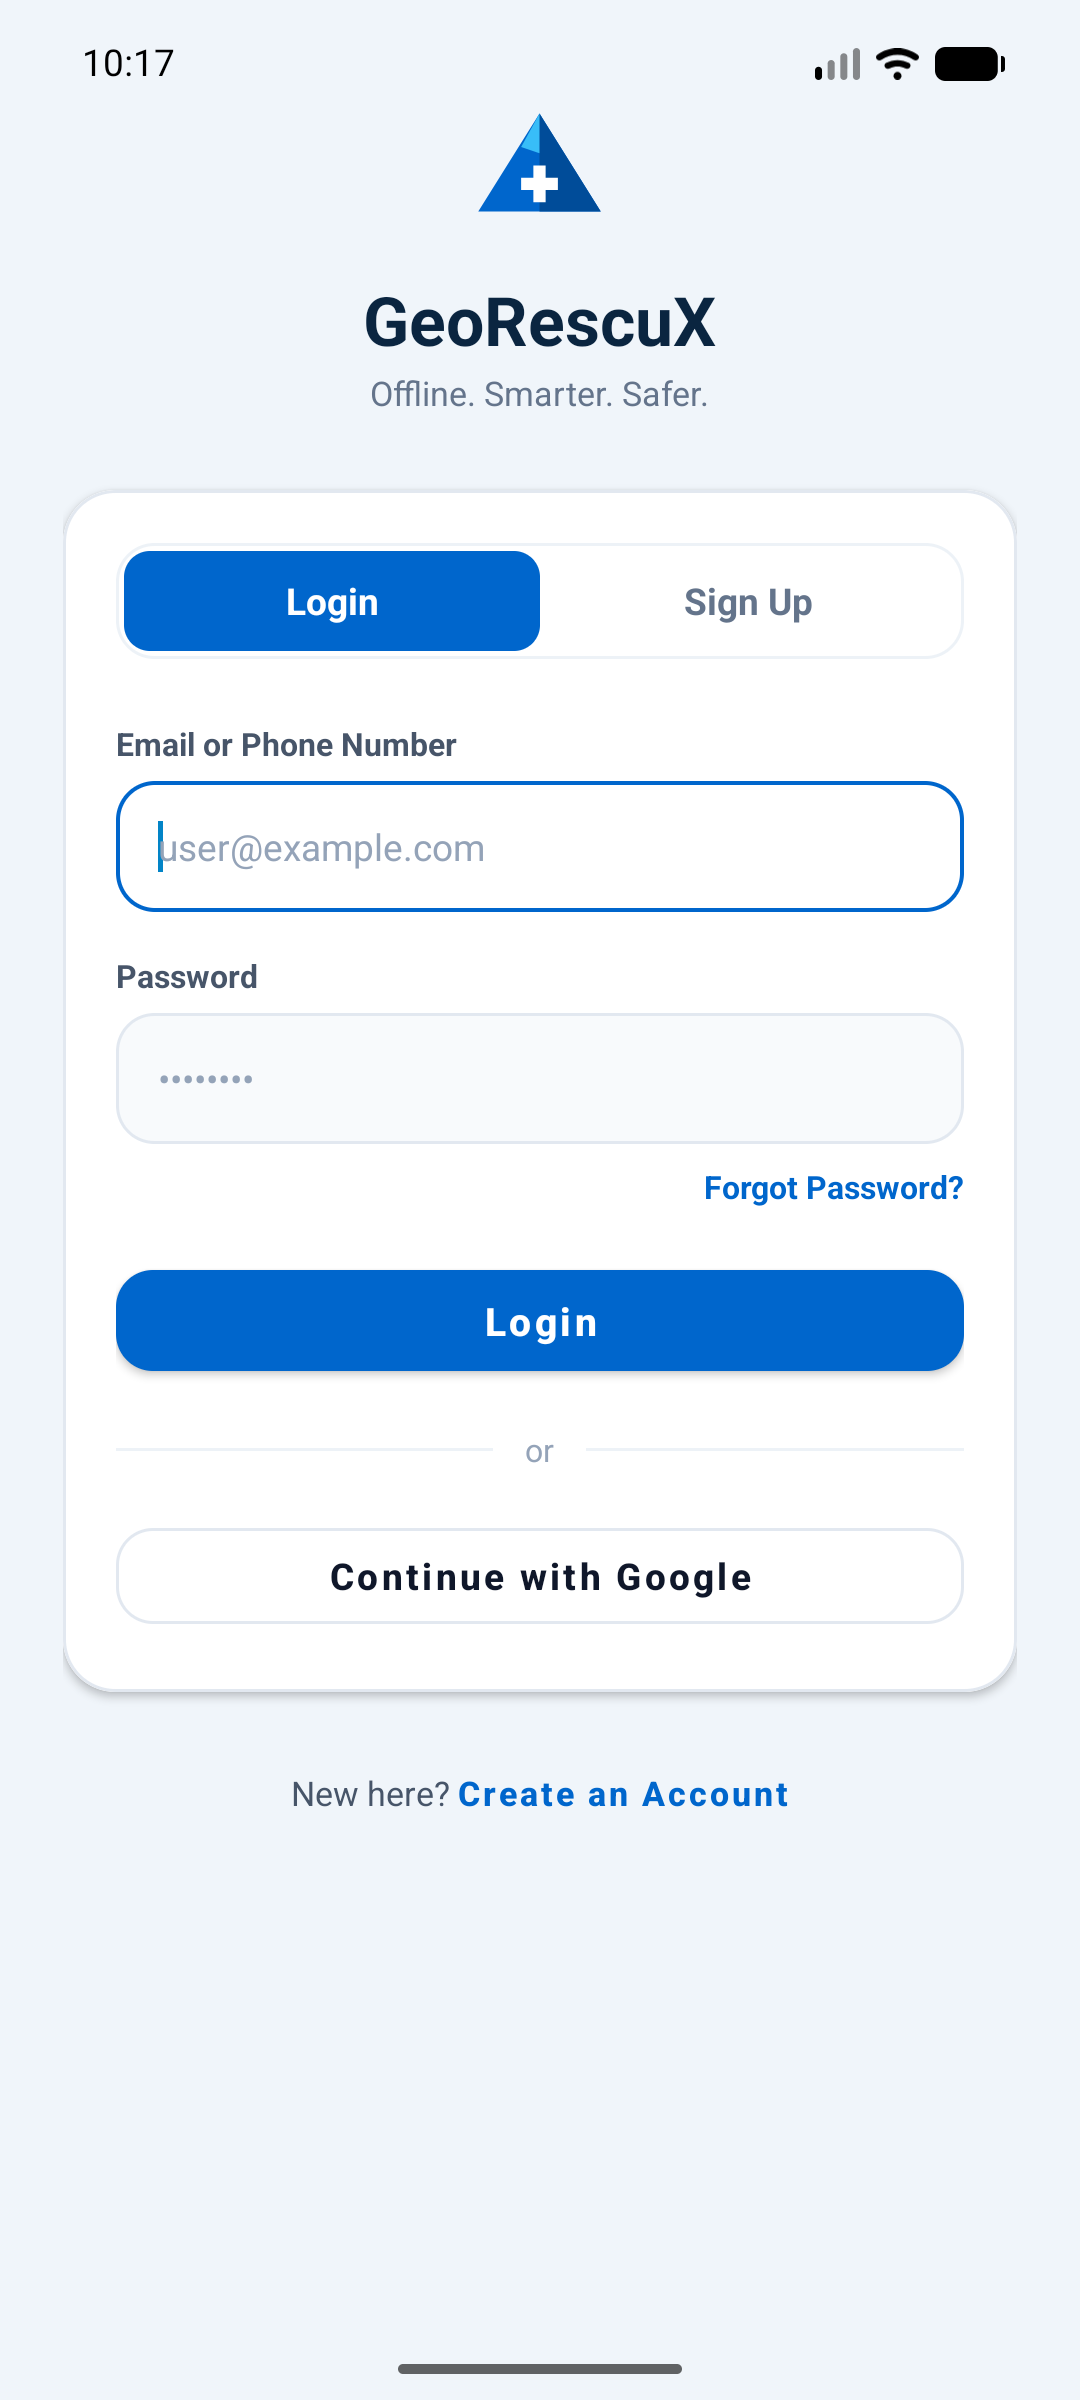 10:17
GeoRescuX
Offline. Smarter. Safer.
Login
Sign Up
Email or Phone Number
user@example.com
Password
••••••••
Forgot Password?
Login
or
Continue with Google
New here? Create an Account